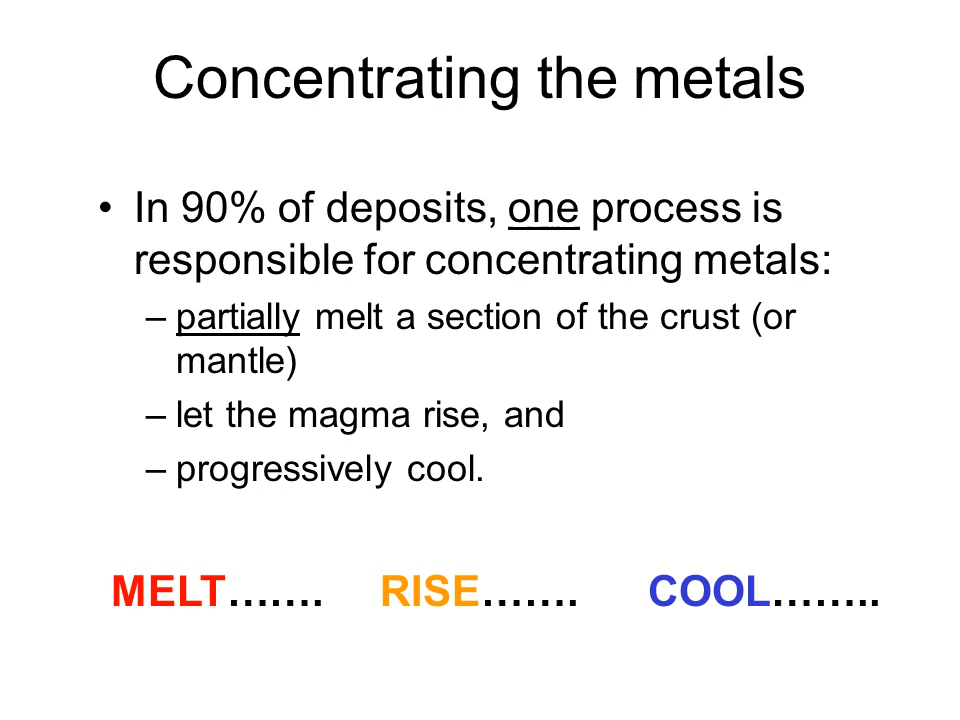 Concentrating the metals
• In 90% of deposits, one process is
responsible for concentrating metals:
– partially melt a section of the crust (or
mantle)
– let the magma rise, and
– progressively cool.
MELT……. RISE……. COOL……..